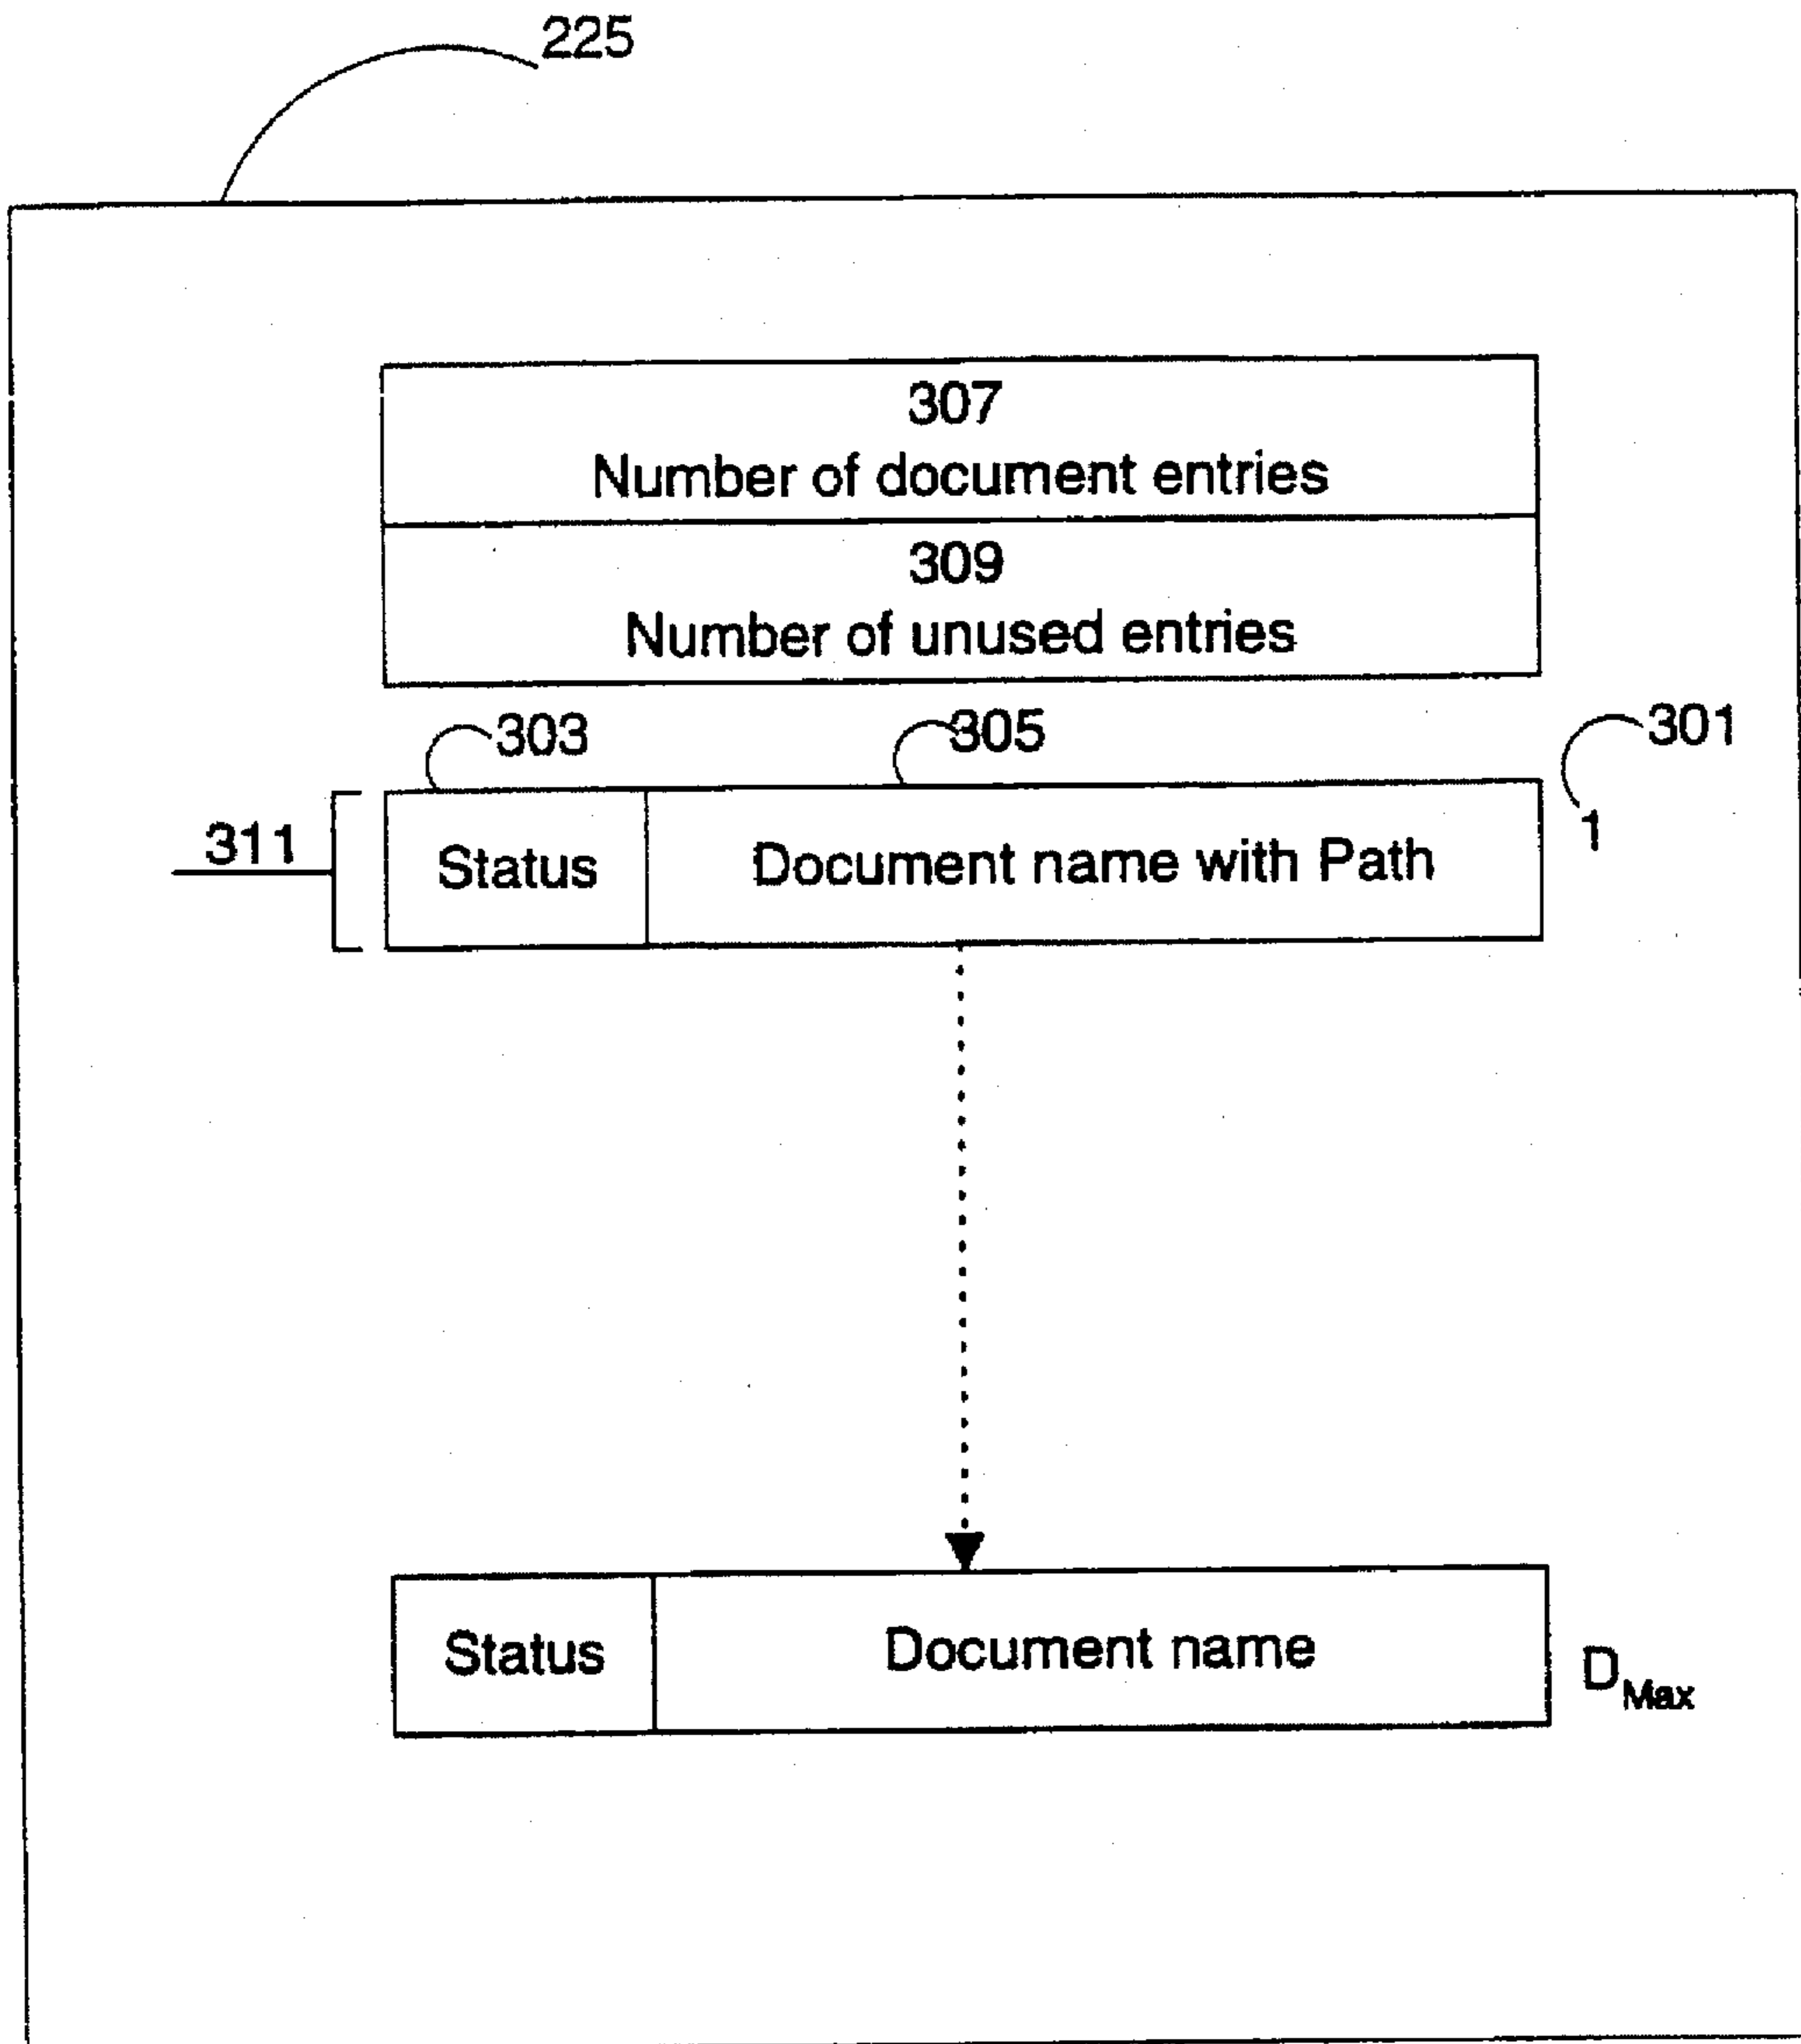 225
307
Number of document entries
309
Number of unused entries
303
305
301
311
Status
Document name with Path
1
Status
Document name
D Max